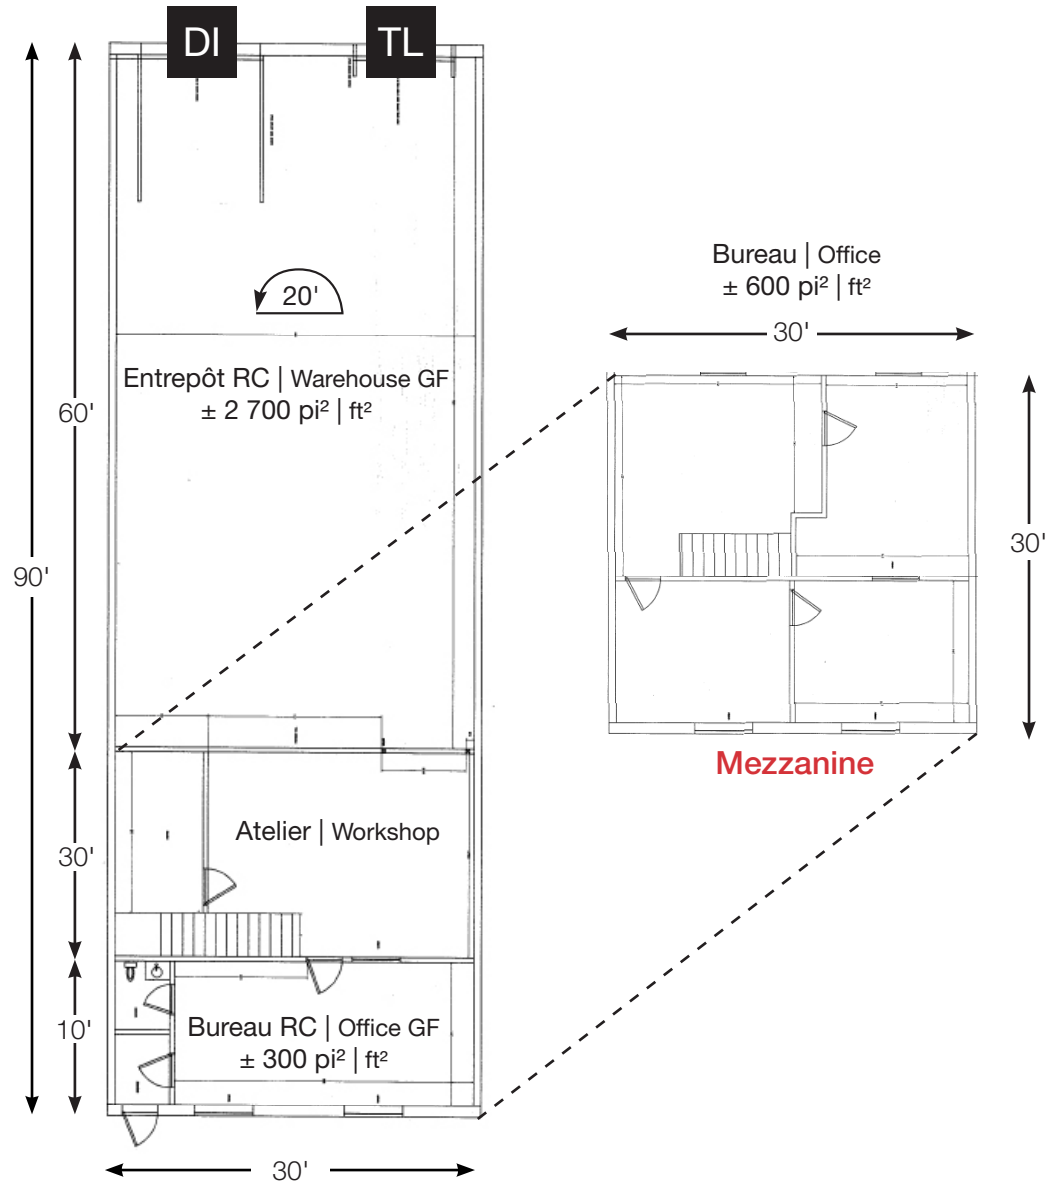 DI
TL
20'
Entrepôt RC | Warehouse GF
± 2 700 pi² | ft²
60'
90'
Atelier | Workshop
30'
Bureau RC | Office GF
± 300 pi² | ft²
10'
30'
Bureau | Office
± 600 pi² | ft²
30'
30'
Mezzanine